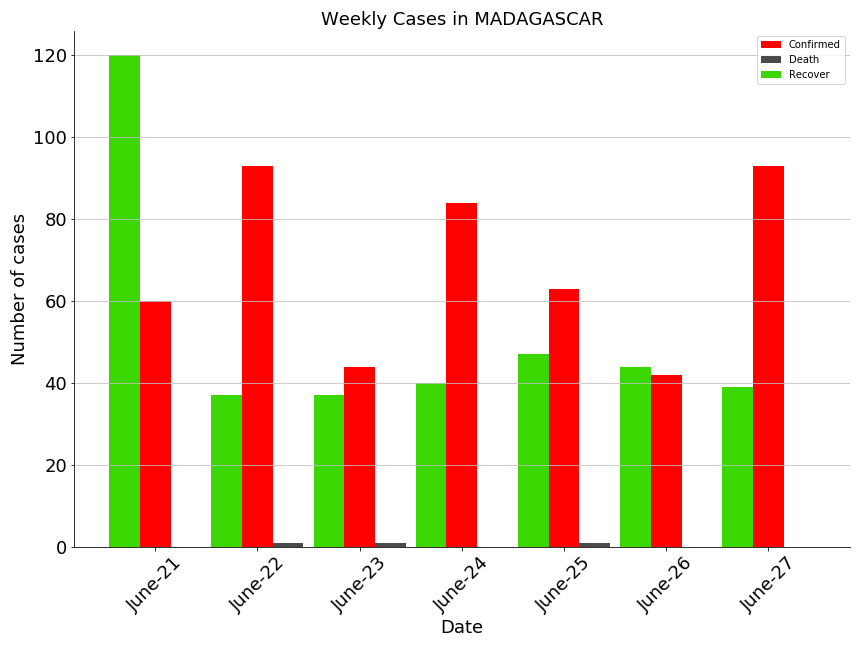 Weekly Cases in MADAGASCAR
Confirmed
Death
Recover
Number of cases
120
100
80
60
40
20
0
June-21
June-22
June-23
June-24
June-25
June-26
June-27
Date